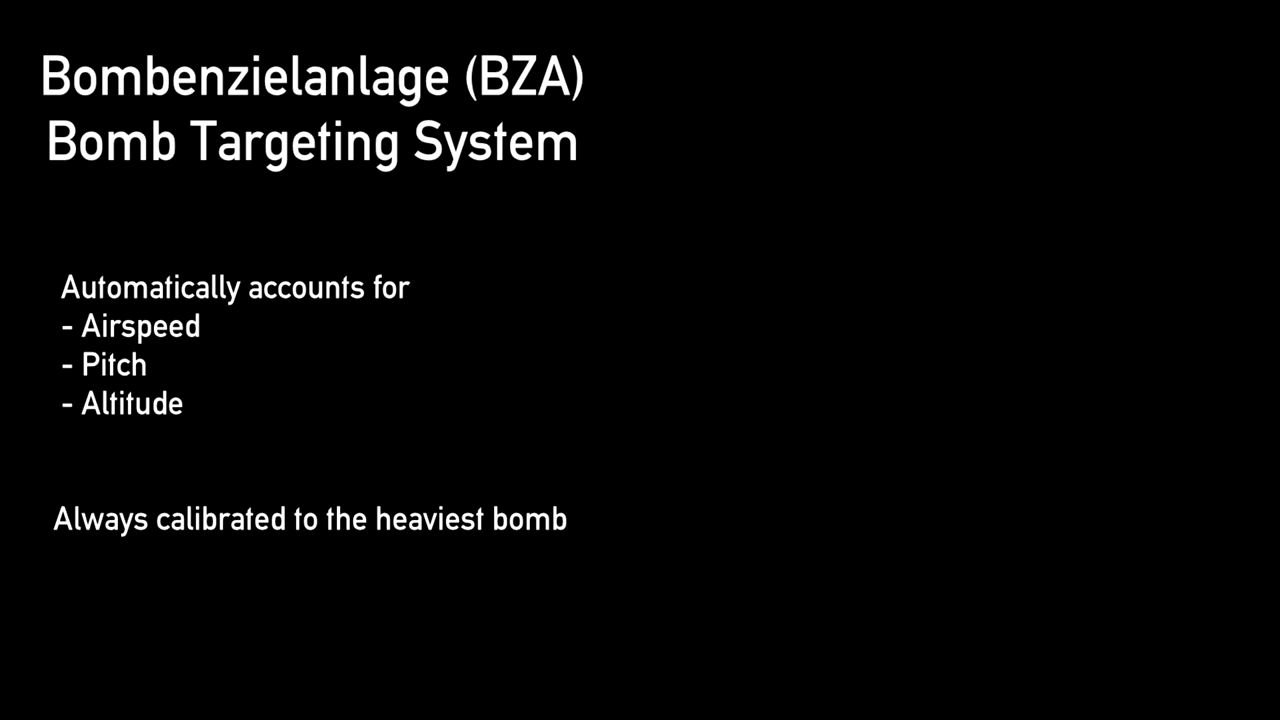 Bombenzielanlage (BZA)
Bomb Targeting System
Automatically accounts for
- Airspeed
- Pitch
- Altitude
Always calibrated to the heaviest bomb